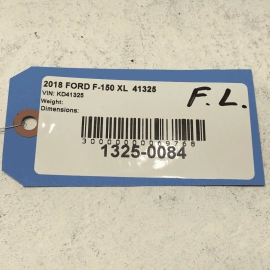 2018 FORD F-150 XL 41325
VIN: KD41325
Weight:
Dimensions:
F.L.
1325-0084